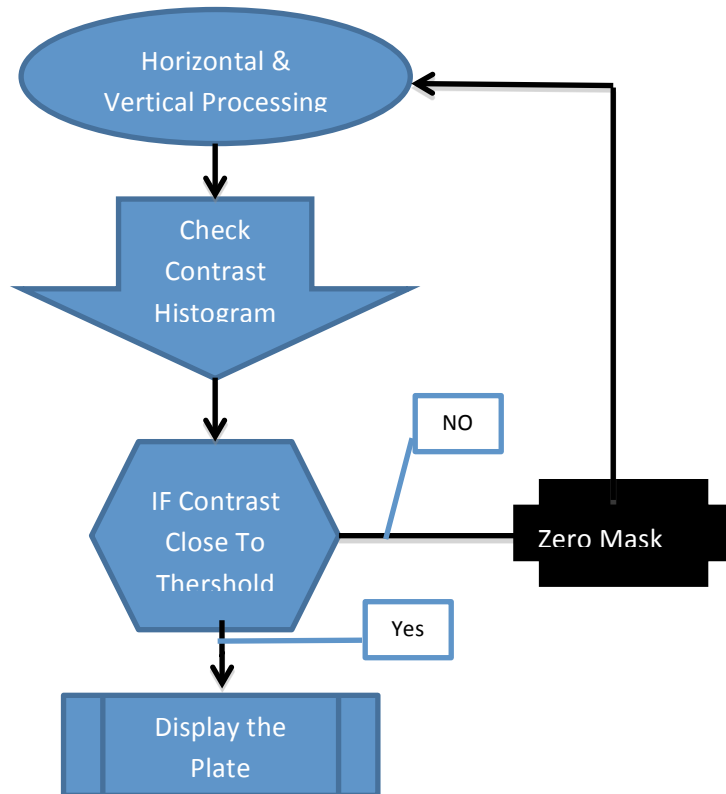 Horizontal &
Vertical Processing
Check
Contrast
Histogram
NO
IF Contrast
Close To
Thershold
Zero Mask
Yes
Display the
Plate